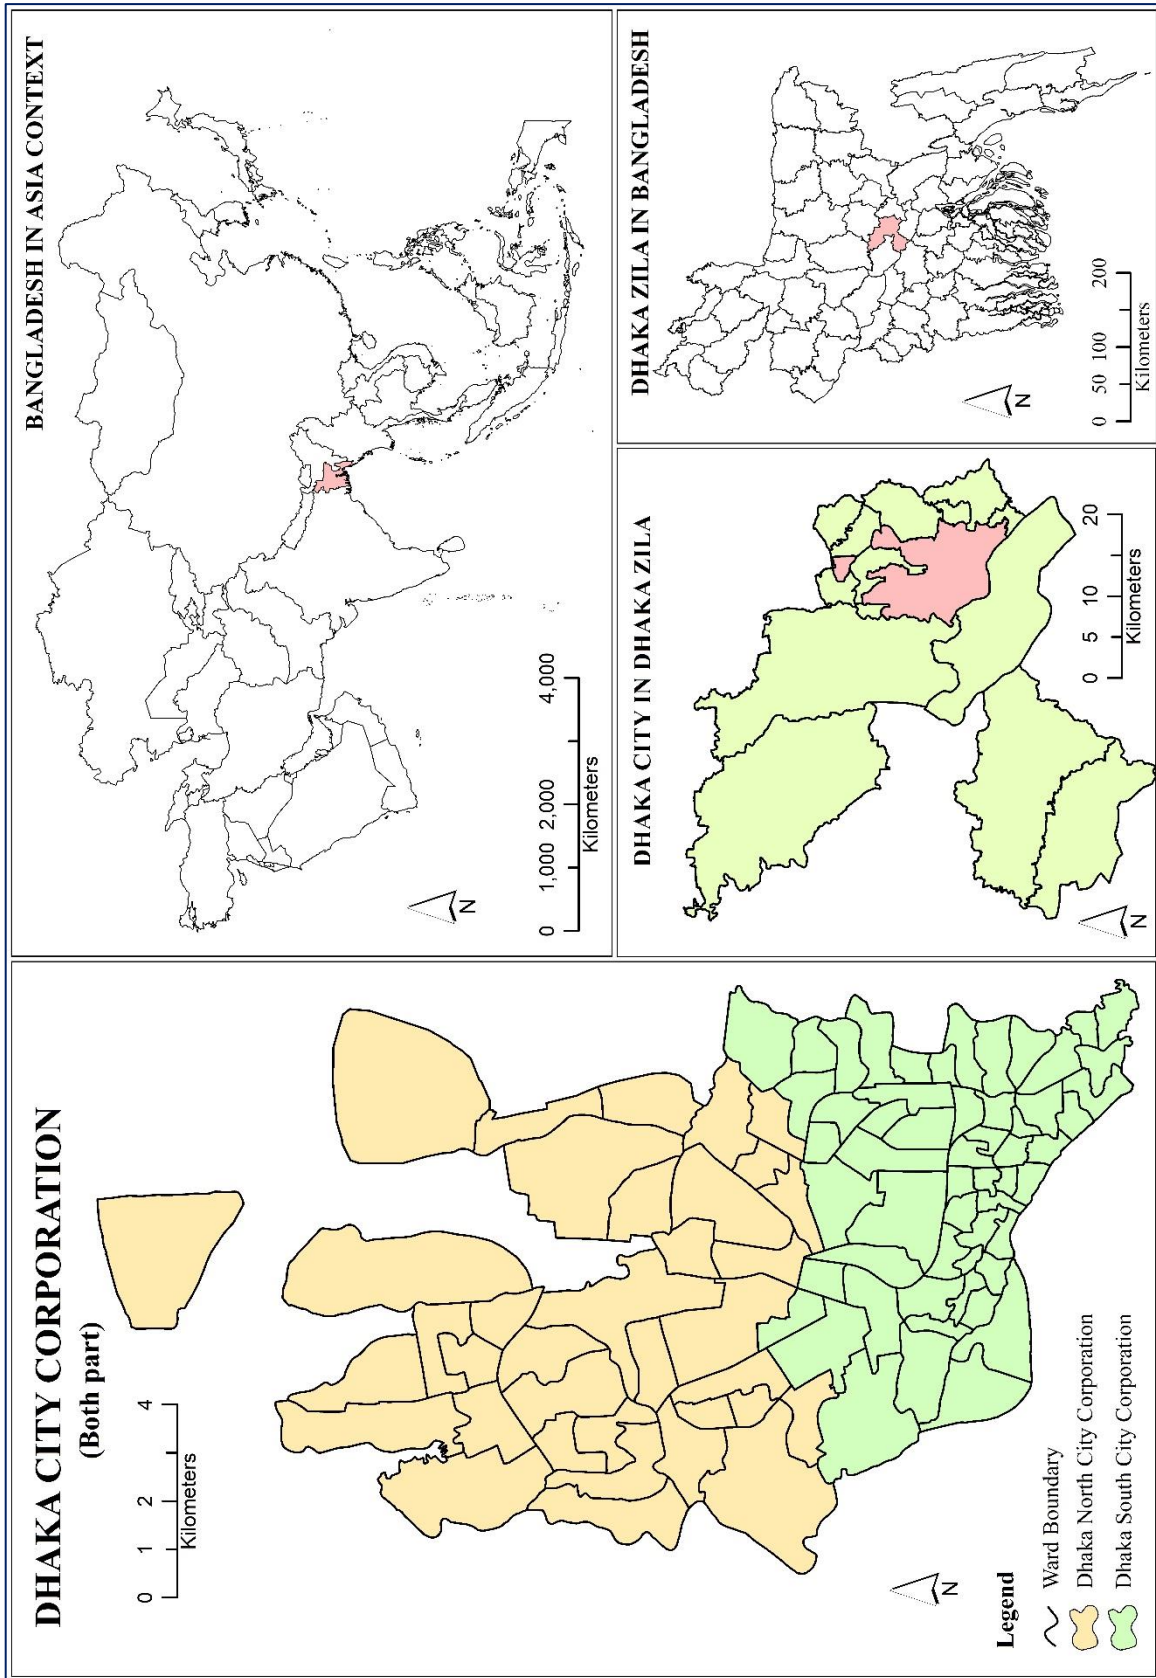 DHAKA CITY CORPORATION
(Both part)
0 1 2 4
Kilometers
N
Legend
Ward Boundary
Dhaka North City Corporation
Dhaka South City Corporation
BANGLADESH IN ASIA CONTEXT
N
0 1,000 2,000 4,000
Kilometers
DHAKA CITY IN DHAKA ZILA
N
0 5 10 20
Kilometers
DHAKA ZILA IN BANGLADESH
N
0 50 100 200
Kilometers